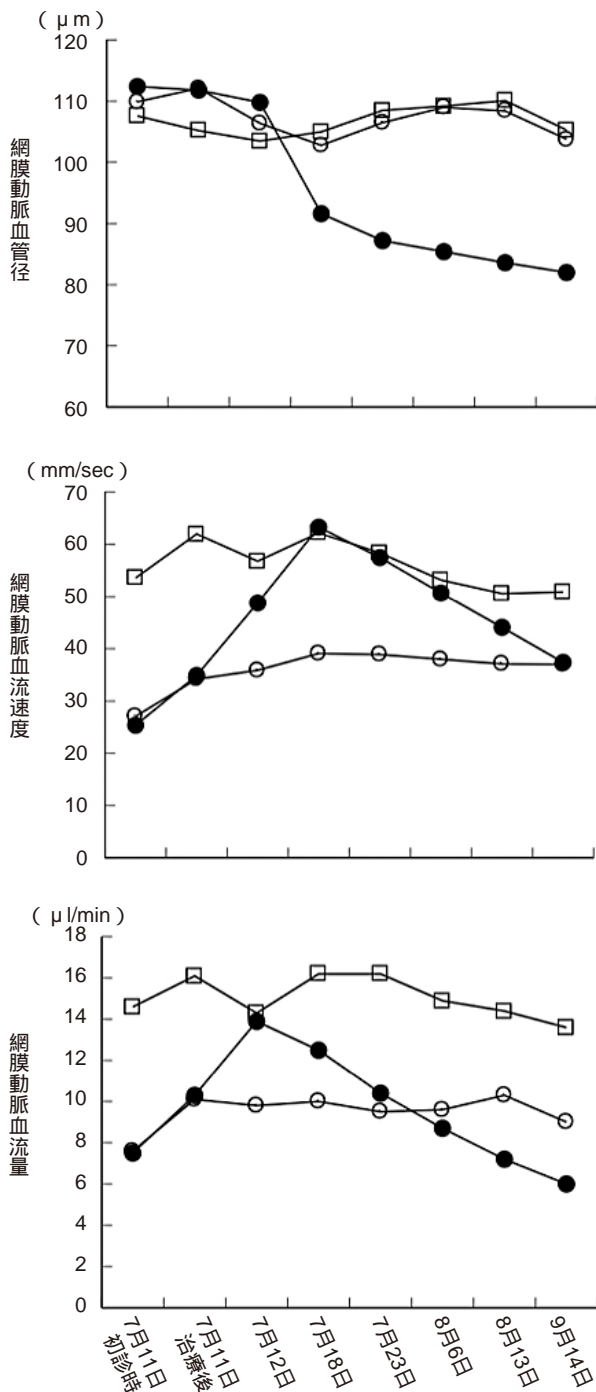 ( μm )
120
110
100
90
80
70
60
網膜動脈血管径
( mm/sec )
70
60
50
40
30
20
10
0
網膜動脈血流速度
( μl/min )
18
16
14
12
10
8
6
4
2
0
網膜動脈血流量
7月11日
初診時
7月11日
治療後
7月12日
7月18日
7月23日
8月6日
8月13日
9月14日